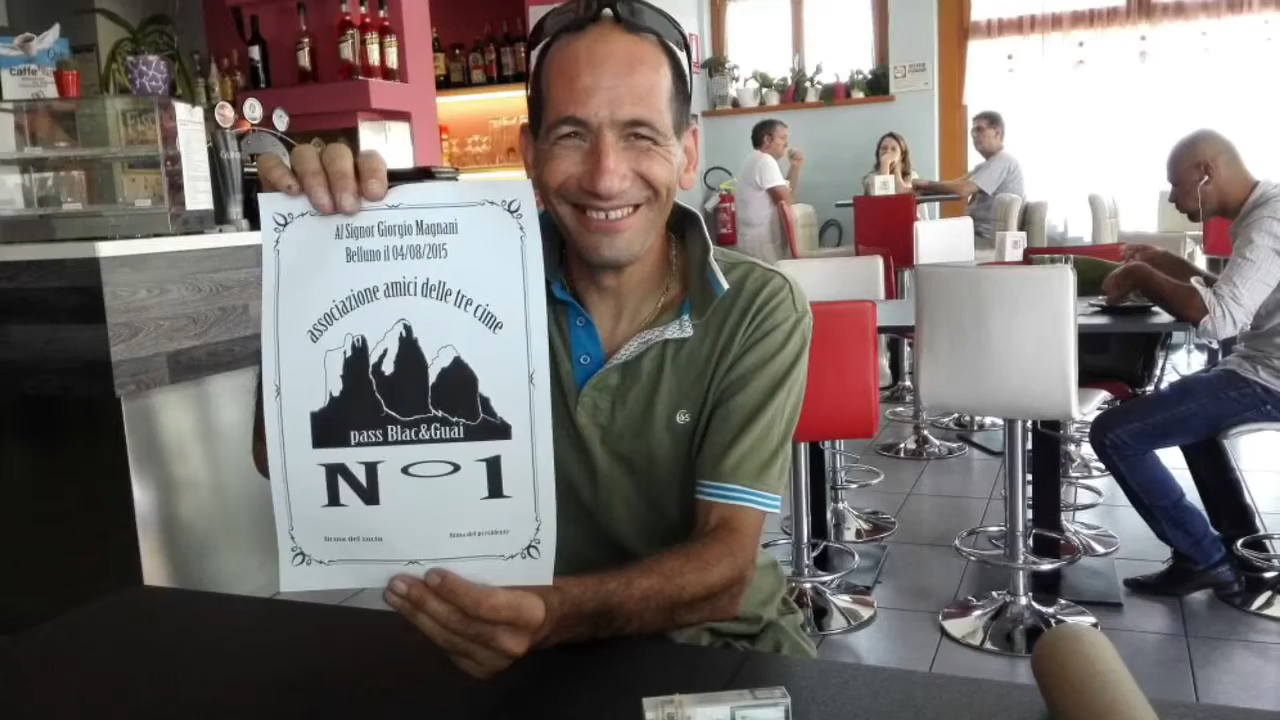 Al Signor Giorgio Magnani
Belluno il 04/08/2015
associazione amici delle tre cime
pass Blac&Guai
N°1
firma del socio
firma del presidente
Caffe